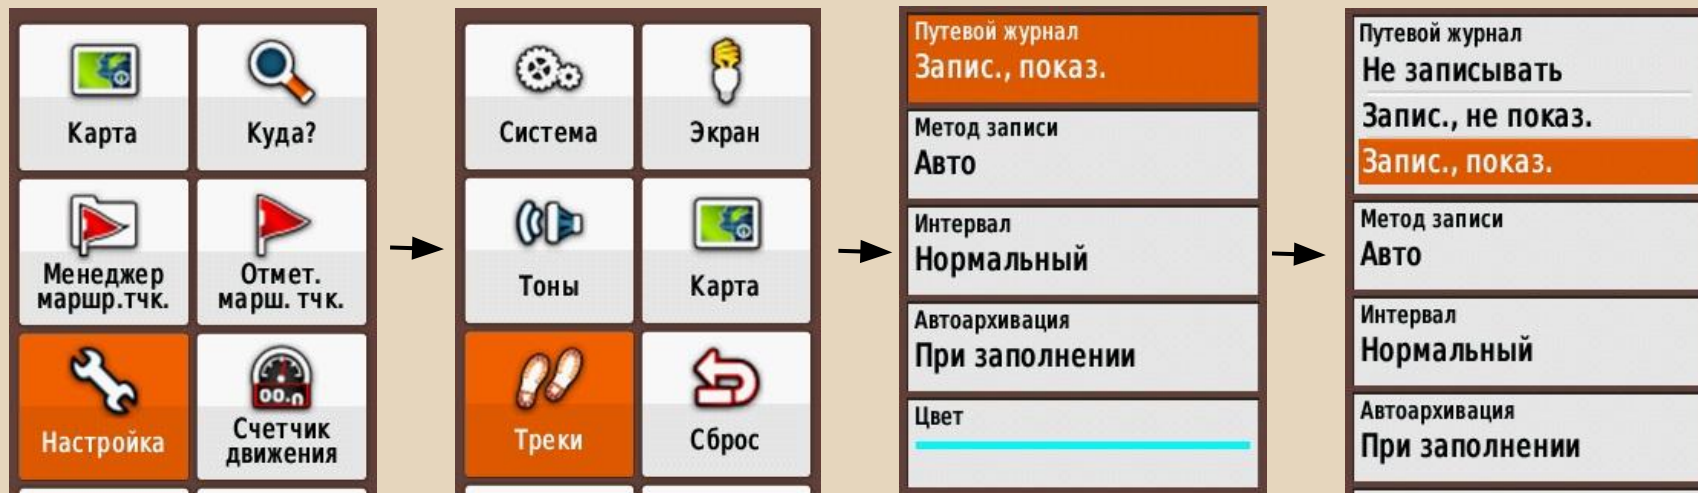 Карта
Куда?
Менеджер
маршр.тчк.
Отмет.
марш. тчк.
Настройка
00.n
Счетчик
движения
Система
Экран
Тоны
Карта
Треки
Сброс
Путевой журнал
Запис., показ.
Метод записи
Авто
Интервал
Нормальный
Автоархивация
При заполнении
Цвет
Путевой журнал
Не записывать
Запис., не показ.
Запис., показ.
Метод записи
Авто
Интервал
Нормальный
Автоархивация
При заполнении